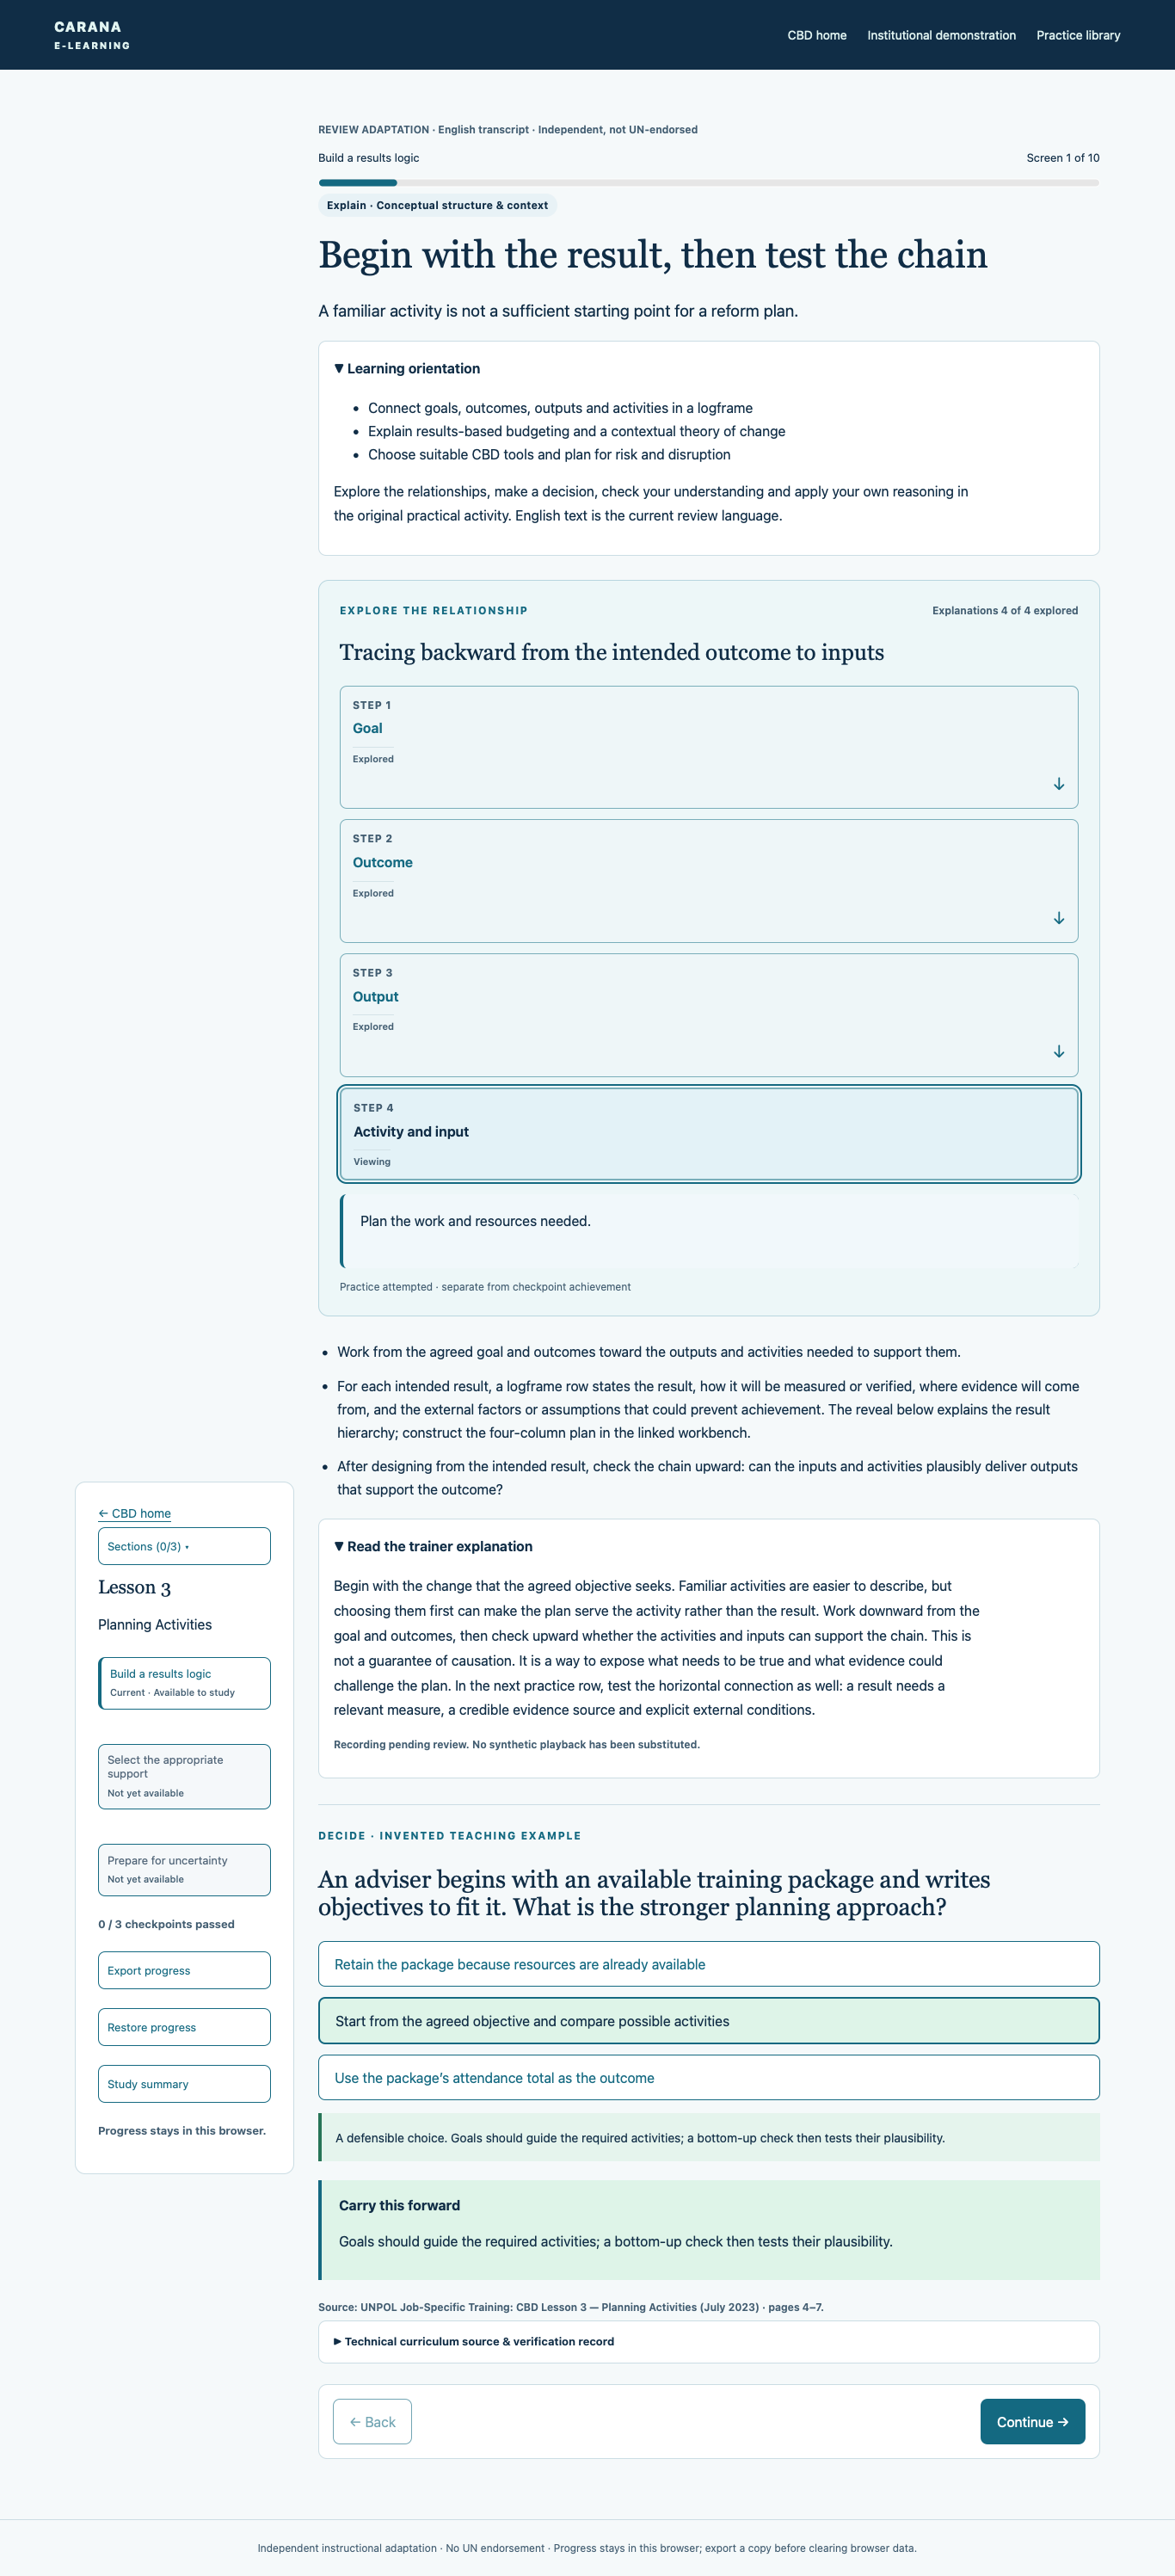 CARANA
E-LEARNING
CBD home Institutional demonstration Practice library
REVIEW ADAPTATION · English transcript · Independent, not UN-endorsed
Build a results logic Screen 1 of 10
Explain · Conceptual structure & context
Begin with the result, then test the chain
A familiar activity is not a sufficient starting point for a reform plan.
▼ Learning orientation
• Connect goals, outcomes, outputs and activities in a logframe
• Explain results-based budgeting and a contextual theory of change
• Choose suitable CBD tools and plan for risk and disruption
Explore the relationships, make a decision, check your understanding and apply your own reasoning in
the original practical activity. English text is the current review language.
EXPLORE THE RELATIONSHIP Explanations 4 of 4 explored
Tracing backward from the intended outcome to inputs
STEP 1
Goal
Explored
↓
STEP 2
Outcome
Explored
↓
STEP 3
Output
Explored
↓
STEP 4
Activity and input
Viewing
Plan the work and resources needed.
Practice attempted · separate from checkpoint achievement
• Work from the agreed goal and outcomes toward the outputs and activities needed to support them.
• For each intended result, a logframe row states the result, how it will be measured or verified, where evidence will come
from, and the external factors or assumptions that could prevent achievement. The reveal below explains the result
hierarchy; construct the four-column plan in the linked workbench.
• After designing from the intended result, check the chain upward: can the inputs and activities plausibly deliver outputs
that support the outcome?
← CBD home
Sections (0/3) ▾
Lesson 3
Planning Activities
Build a results logic
Current · Available to study
Select the appropriate
support
Not yet available
Prepare for uncertainty
Not yet available
0 / 3 checkpoints passed
Export progress
Restore progress
Study summary
Progress stays in this browser.
▼ Read the trainer explanation
Begin with the change that the agreed objective seeks. Familiar activities are easier to describe, but
choosing them first can make the plan serve the activity rather than the result. Work downward from the
goal and outcomes, then check upward whether the activities and inputs can support the chain. This is
not a guarantee of causation. It is a way to expose what needs to be true and what evidence could
challenge the plan. In the next practice row, test the horizontal connection as well: a result needs a
relevant measure, a credible evidence source and explicit external conditions.
Recording pending review. No synthetic playback has been substituted.
DECIDE · INVENTED TEACHING EXAMPLE
An adviser begins with an available training package and writes
objectives to fit it. What is the stronger planning approach?
Retain the package because resources are already available
Start from the agreed objective and compare possible activities
Use the package’s attendance total as the outcome
A defensible choice. Goals should guide the required activities; a bottom-up check then tests their plausibility.
Carry this forward
Goals should guide the required activities; a bottom-up check then tests their plausibility.
Source: UNPOL Job-Specific Training: CBD Lesson 3 — Planning Activities (July 2023) · pages 4–7.
▶ Technical curriculum source & verification record
← Back Continue →
Independent instructional adaptation · No UN endorsement · Progress stays in this browser; export a copy before clearing browser data.